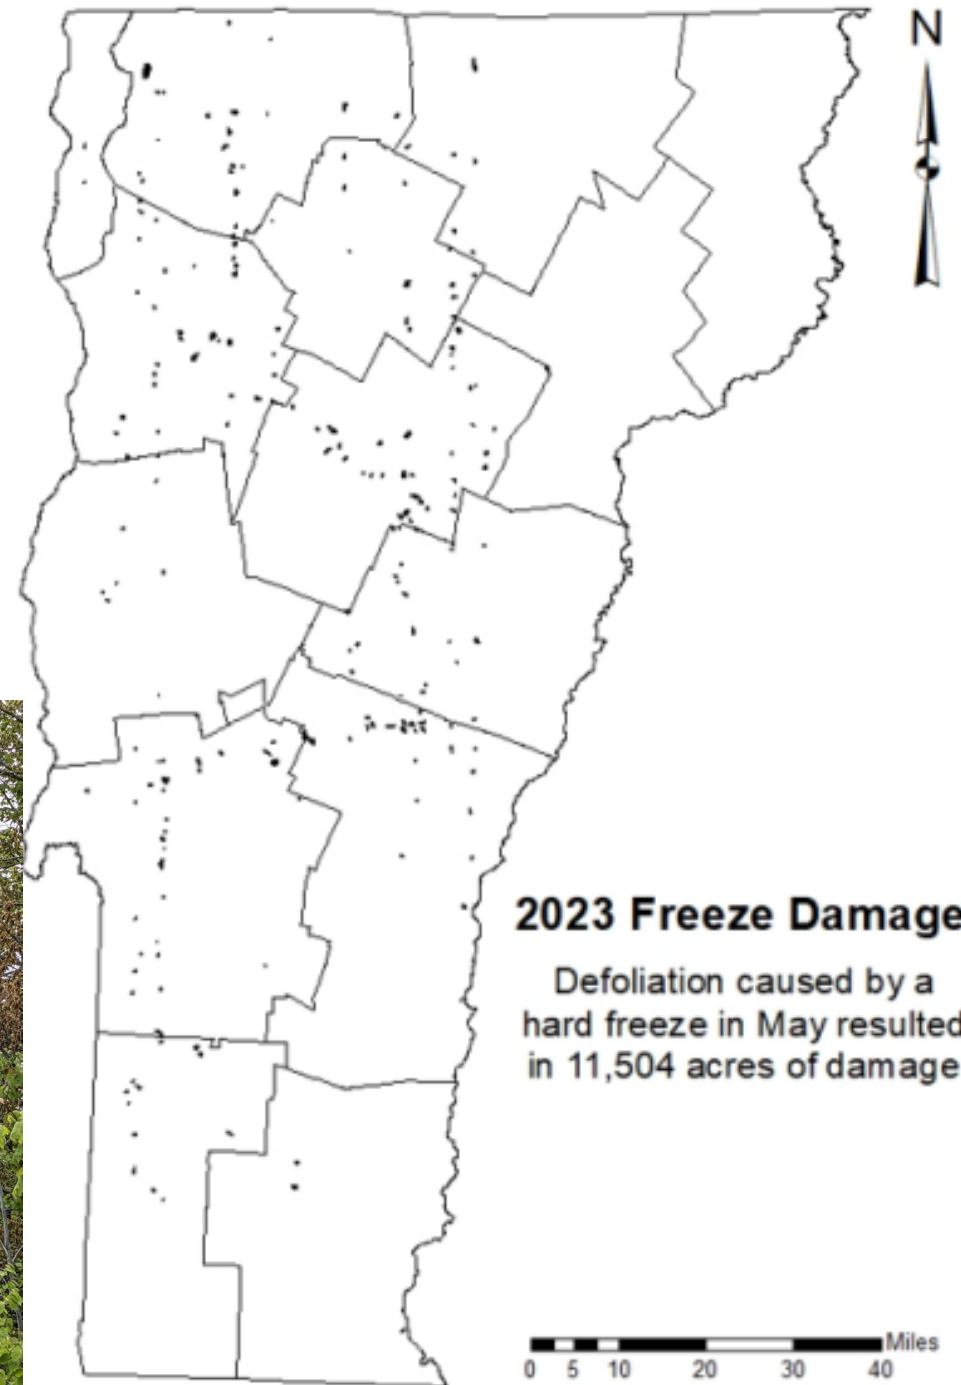 N
2023 Freeze Damage
Defoliation caused by a
hard freeze in May resulted
in 11,504 acres of damage
Miles
0 5 10 20 30 40